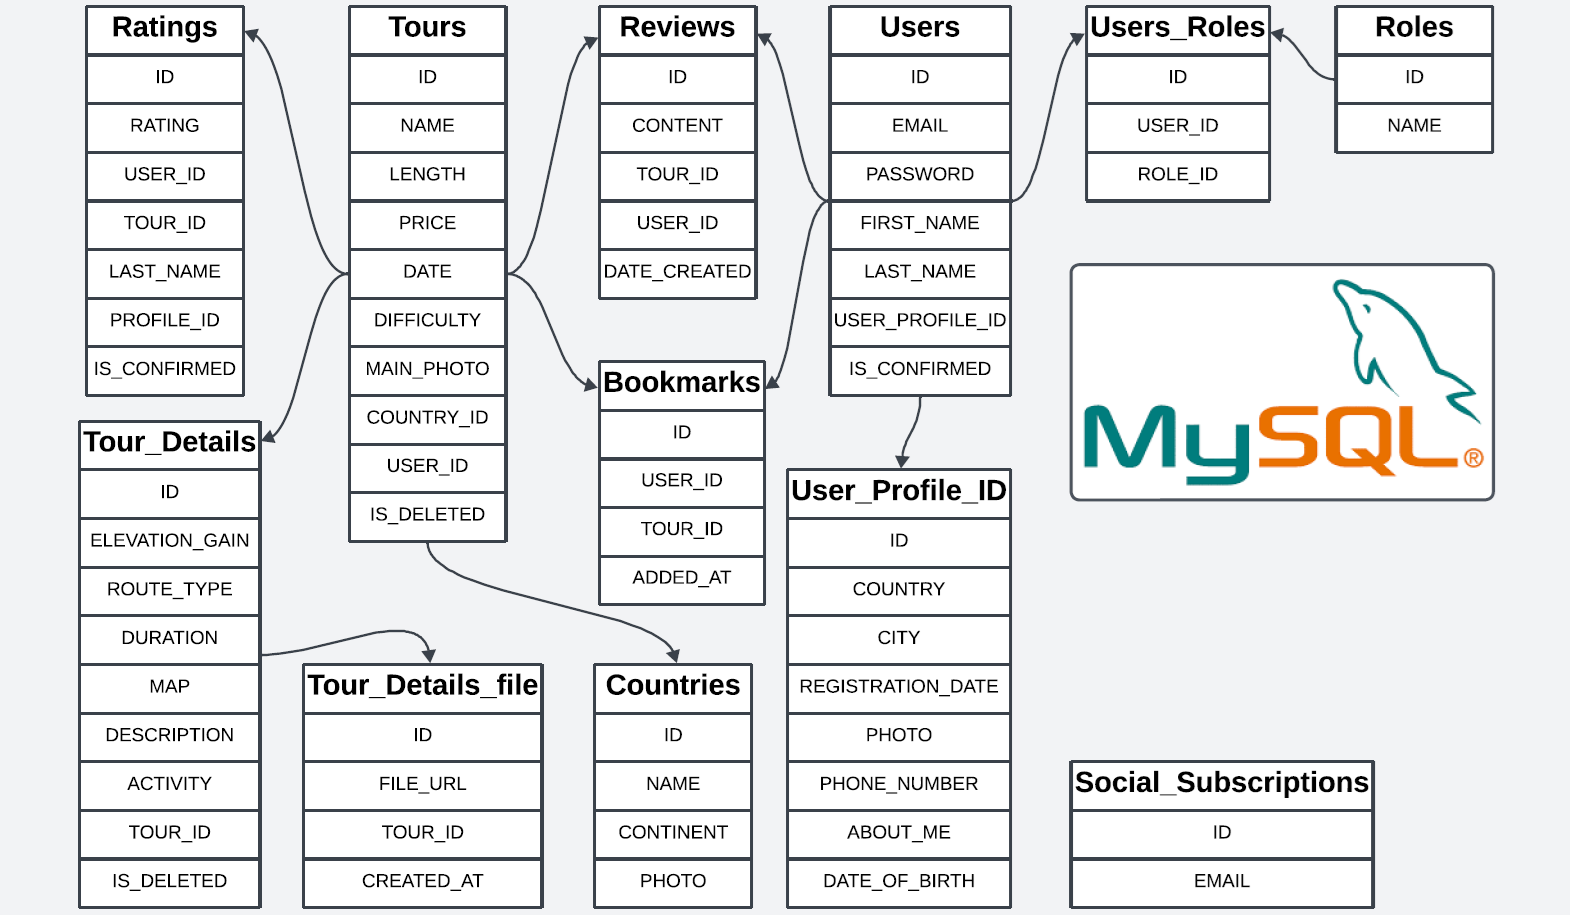 Ratings
ID
RATING
USER_ID
TOUR_ID
LAST_NAME
PROFILE_ID
IS_CONFIRMED
Tours
ID
NAME
LENGTH
PRICE
DATE
DIFFICULTY
MAIN_PHOTO
COUNTRY_ID
USER_ID
IS_DELETED
Reviews
ID
CONTENT
TOUR_ID
USER_ID
DATE_CREATED
Users
ID
EMAIL
PASSWORD
FIRST_NAME
LAST_NAME
USER_PROFILE_ID
IS_CONFIRMED
Users_Roles
ID
USER_ID
ROLE_ID
Roles
ID
NAME
MySQL®
Bookmarks
ID
USER_ID
TOUR_ID
ADDED_AT
Tour_Details
ID
ELEVATION_GAIN
ROUTE_TYPE
DURATION
MAP
DESCRIPTION
ACTIVITY
TOUR_ID
IS_DELETED
Tour_Details_file
ID
FILE_URL
TOUR_ID
CREATED_AT
Countries
ID
NAME
CONTINENT
PHOTO
User_Profile_ID
ID
COUNTRY
CITY
REGISTRATION_DATE
PHOTO
PHONE_NUMBER
ABOUT_ME
DATE_OF_BIRTH
Social_Subscriptions
ID
EMAIL